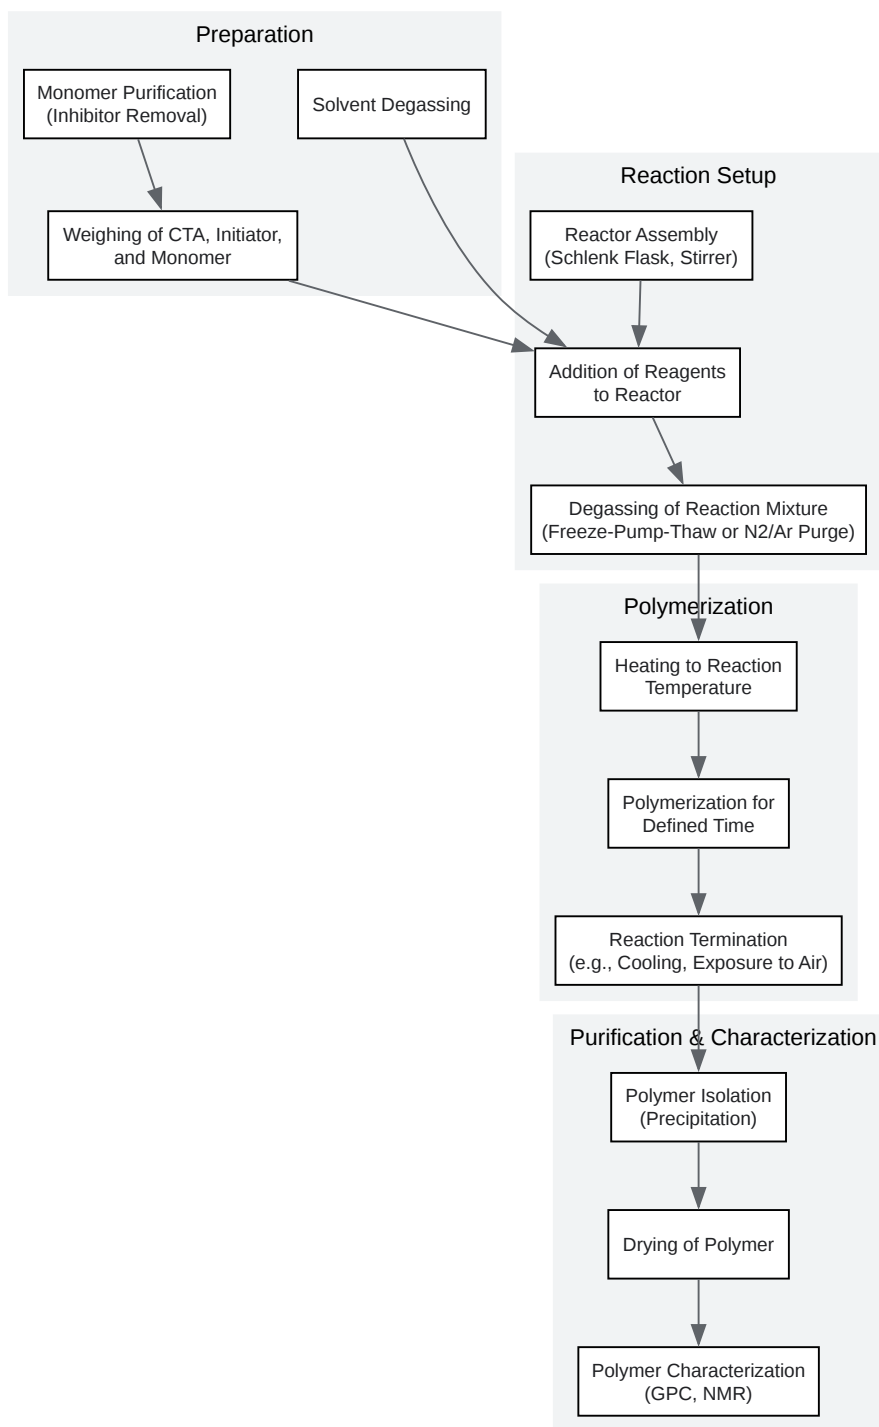 Preparation
Monomer Purification
(Inhibitor Removal)
Solvent Degassing
Weighing of CTA, Initiator,
and Monomer
Reaction Setup
Reactor Assembly
(Schlenk Flask, Stirrer)
Addition of Reagents
to Reactor
Degassing of Reaction Mixture
(Freeze-Pump-Thaw or N2/Ar Purge)
Polymerization
Heating to Reaction
Temperature
Polymerization for
Defined Time
Reaction Termination
(e.g., Cooling, Exposure to Air)
Purification & Characterization
Polymer Isolation
(Precipitation)
Drying of Polymer
Polymer Characterization
(GPC, NMR)